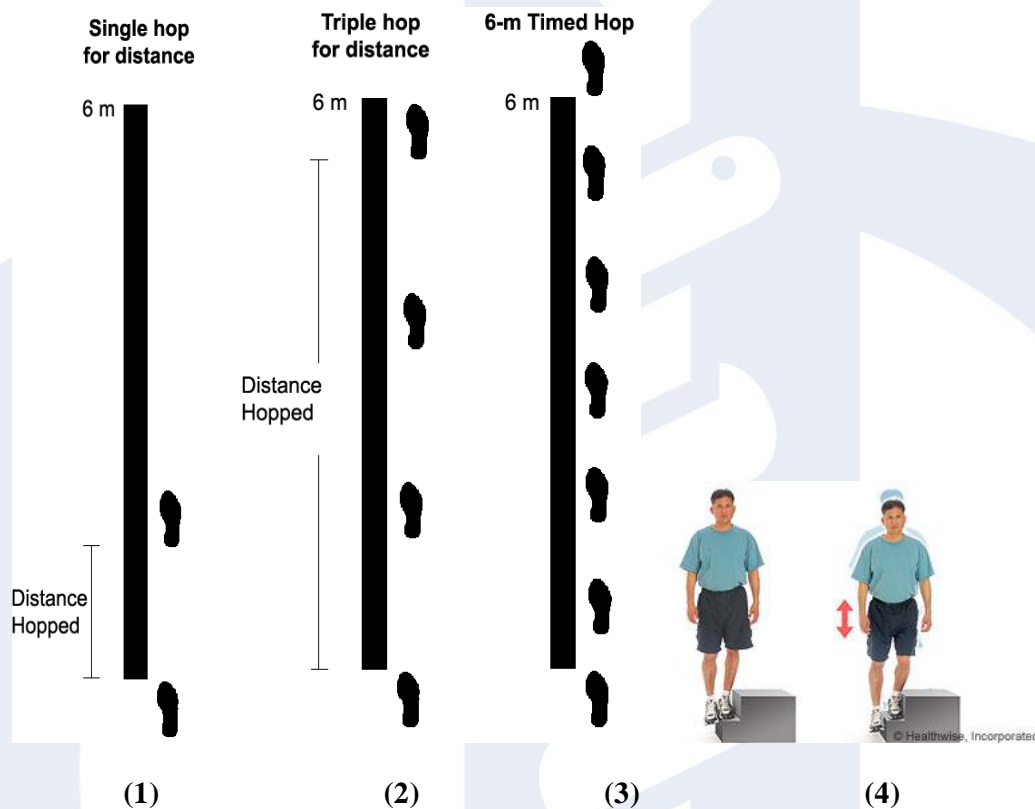 Single hop
for distance
Triple hop
for distance
6-m Timed Hop
6 m
6 m
6 m
Distance
Hopped
Distance
Hopped
© Healthwise, Incorporated
(1)
(2)
(3)
(4)